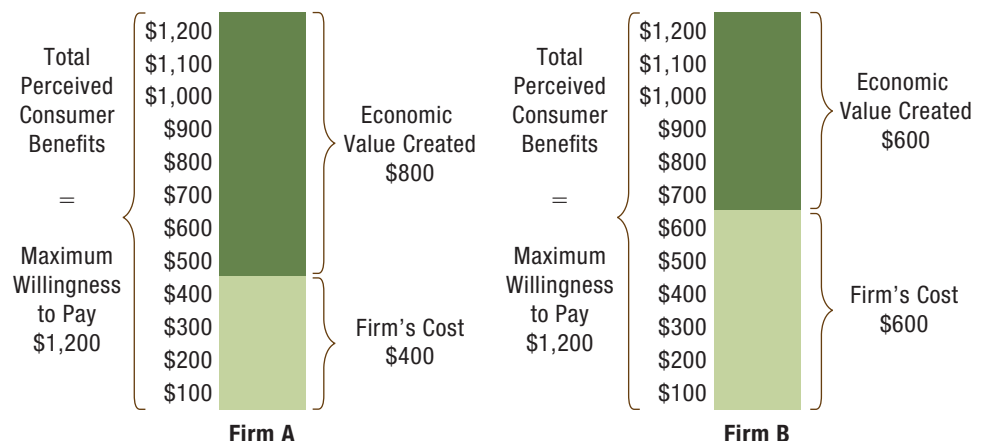 Total
Perceived
Consumer
Benefits
=
Maximum
Willingness
to Pay
$1,200
$1,200
$1,100
$1,000
$900
$800
$700
$600
$500
$400
$300
$200
$100
Economic
Value Created
$800
Firm's Cost
$400
Firm A
Total
Perceived
Consumer
Benefits
=
Maximum
Willingness
to Pay
$1,200
$1,200
$1,100
$1,000
$900
$800
$700
$600
$500
$400
$300
$200
$100
Economic
Value Created
$600
Firm's Cost
$600
Firm B